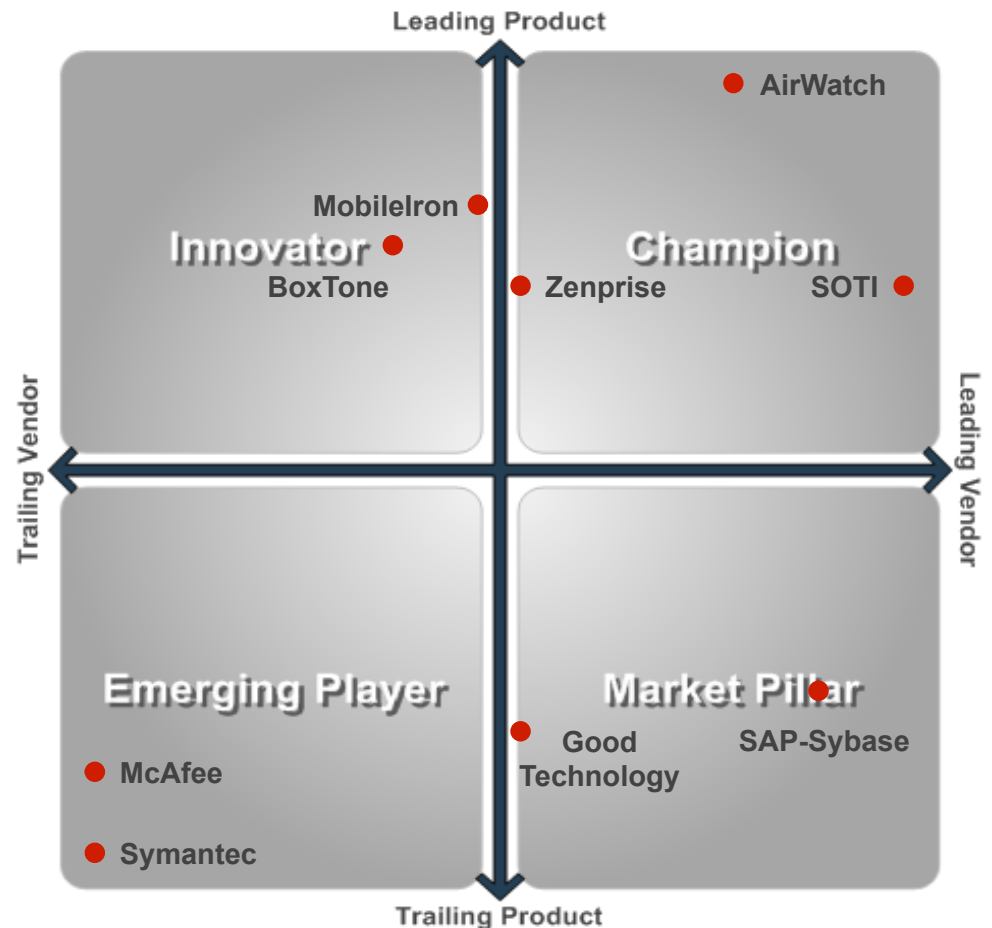 Leading Product
AirWatch
MobileIron
Innovator
Champion
BoxTone
Zenprise
SOTI
Trailing Vendor
Leading Vendor
Emerging Player
Market Pillar
Good
Technology
SAP-Sybase
McAfee
Symantec
Trailing Product